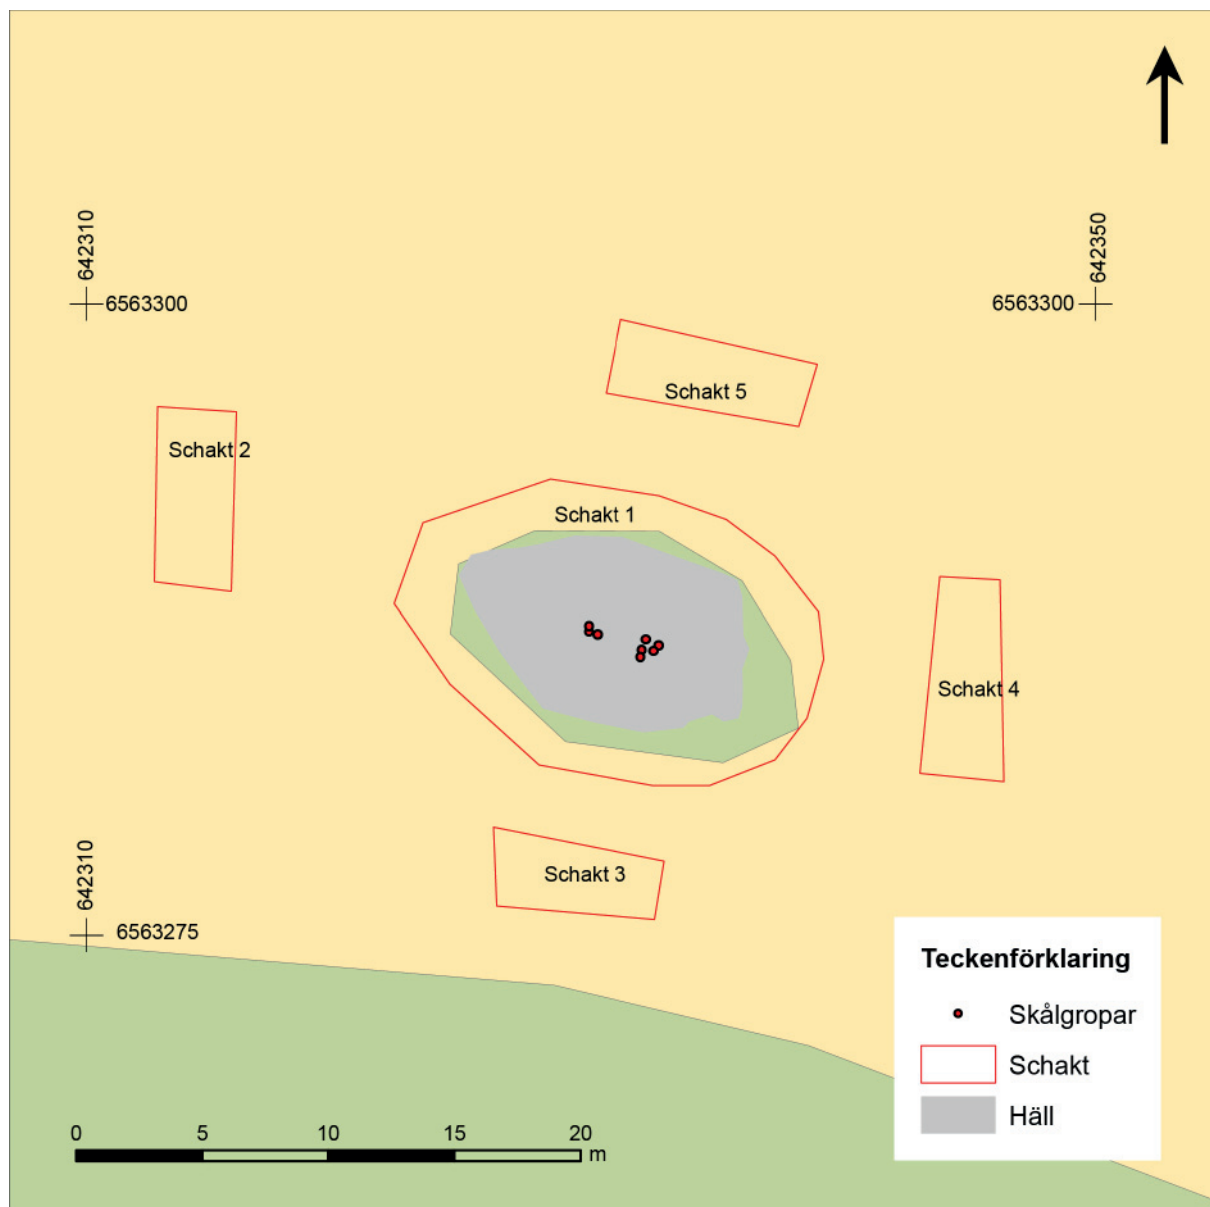 642310
642350
6563300
6563300
Schakt 5
Schakt 2
Schakt 1
Schakt 4
642310
Schakt 3
6563275
Teckenförklaring
Skålgropar
Schakt
Häll
0 5 10 15 20
m